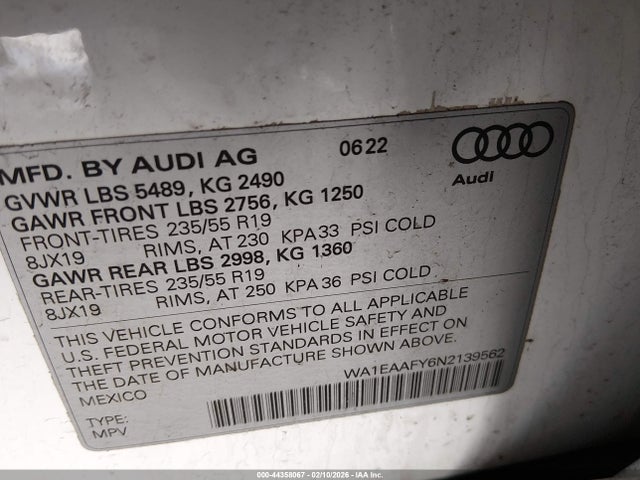 MFD. BY AUDI AG 06 22
Audi
GVWR LBS 5489, KG 2490
GAWR FRONT LBS 2756, KG 1250
FRONT-TIRES 235/55 R19
8JX19 RIMS, AT 230 KPA 33 PSI COLD
GAWR REAR LBS 2998, KG 1360
REAR-TIRES 235/55 R19
8JX19 RIMS, AT 250 KPA 36 PSI COLD
THIS VEHICLE CONFORMS TO ALL APPLICABLE
U.S. FEDERAL MOTOR VEHICLE SAFETY AND
THEFT PREVENTION STANDARDS IN EFFECT ON
THE DATE OF MANUFACTURE SHOWN ABOVE.
MEXICO WA1EAAFY6N2139562
TYPE:
MPV
000-44358067 - 02/10/2026 - IAA Inc.